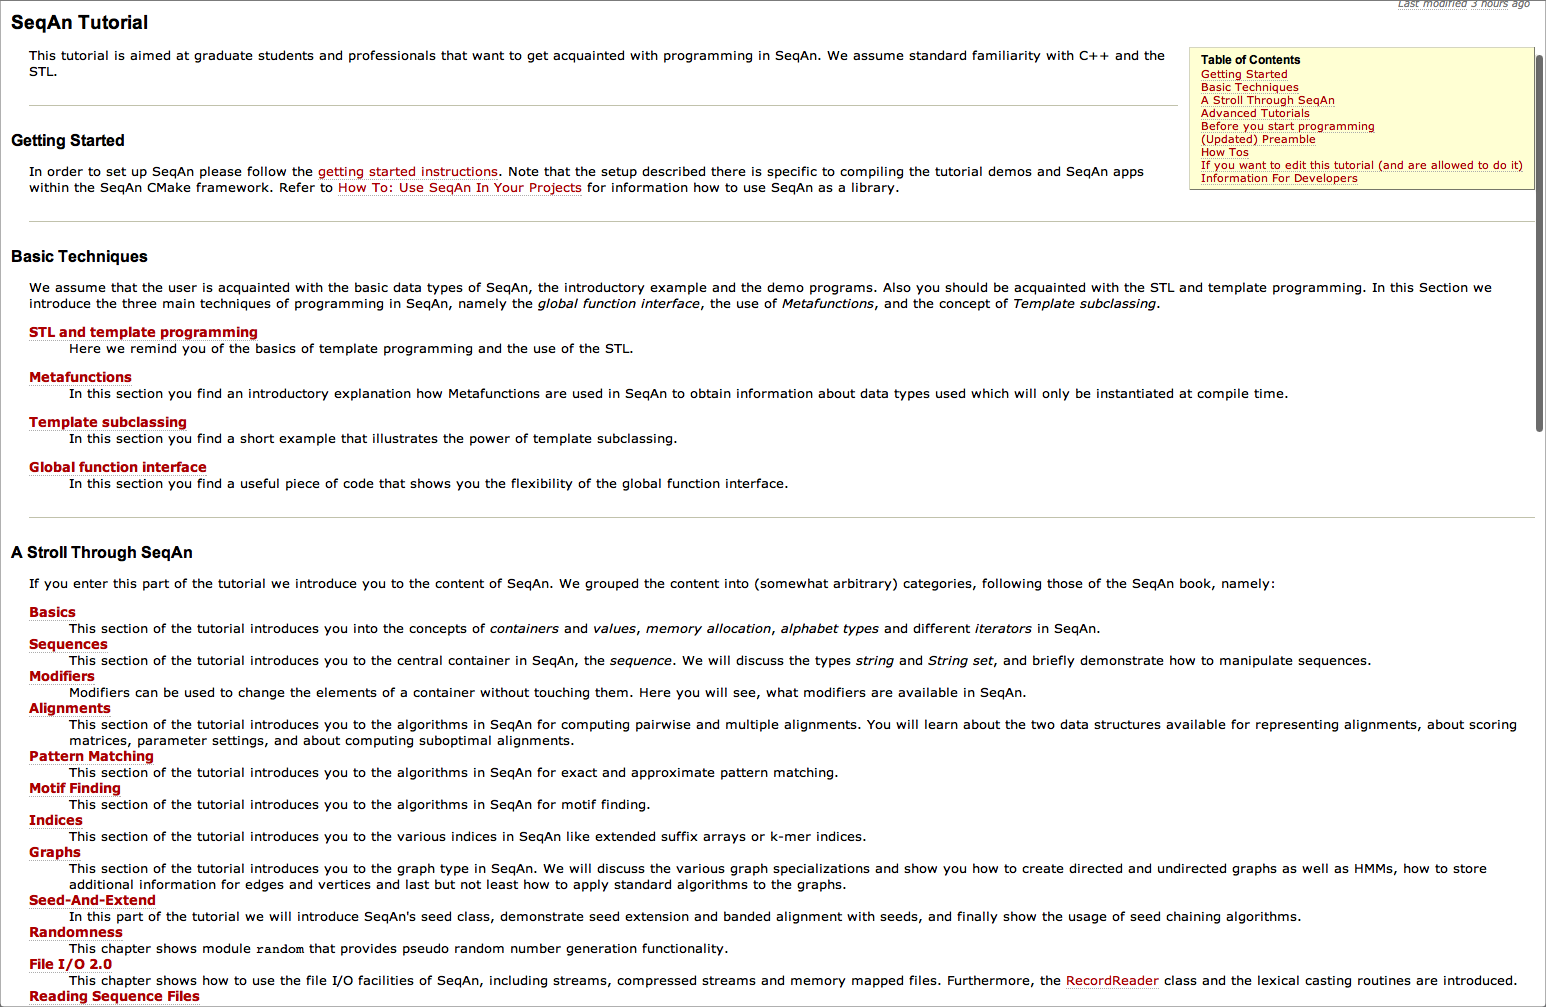 Last modified 3 hours ago
SeqAn Tutorial
This tutorial is aimed at graduate students and professionals that want to get acquainted with programming in SeqAn. We assume standard familiarity with C++ and the
STL.
Table of Contents
Getting Started
Basic Techniques
A Stroll Through SeqAn
Advanced Tutorials
Before you start programming
(Updated) Preamble
How Tos
If you want to edit this tutorial (and are allowed to do it)
Information For Developers
Getting Started
In order to set up SeqAn please follow the getting started instructions. Note that the setup described there is specific to compiling the tutorial demos and SeqAn apps
within the SeqAn CMake framework. Refer to How To: Use SeqAn In Your Projects for information how to use SeqAn as a library.
Basic Techniques
We assume that the user is acquainted with the basic data types of SeqAn, the introductory example and the demo programs. Also you should be acquainted with the STL and template programming. In this Section we
introduce the three main techniques of programming in SeqAn, namely the global function interface, the use of Metafunctions, and the concept of Template subclassing.
STL and template programming
Here we remind you of the basics of template programming and the use of the STL.
Metafunctions
In this section you find an introductory explanation how Metafunctions are used in SeqAn to obtain information about data types used which will only be instantiated at compile time.
Template subclassing
In this section you find a short example that illustrates the power of template subclassing.
Global function interface
In this section you find a useful piece of code that shows you the flexibility of the global function interface.
A Stroll Through SeqAn
If you enter this part of the tutorial we introduce you to the content of SeqAn. We grouped the content into (somewhat arbitrary) categories, following those of the SeqAn book, namely:
Basics
This section of the tutorial introduces you into the concepts of containers and values, memory allocation, alphabet types and different iterators in SeqAn.
Sequences
This section of the tutorial introduces you to the central container in SeqAn, the sequence. We will discuss the types string and String set, and briefly demonstrate how to manipulate sequences.
Modifiers
Modifiers can be used to change the elements of a container without touching them. Here you will see, what modifiers are available in SeqAn.
Alignments
This section of the tutorial introduces you to the algorithms in SeqAn for computing pairwise and multiple alignments. You will learn about the two data structures available for representing alignments, about scoring
matrices, parameter settings, and about computing suboptimal alignments.
Pattern Matching
This section of the tutorial introduces you to the algorithms in SeqAn for exact and approximate pattern matching.
Motif Finding
This section of the tutorial introduces you to the algorithms in SeqAn for motif finding.
Indices
This section of the tutorial introduces you to the various indices in SeqAn like extended suffix arrays or k-mer indices.
Graphs
This section of the tutorial introduces you to the graph type in SeqAn. We will discuss the various graph specializations and show you how to create directed and undirected graphs as well as HMMs, how to store
additional information for edges and vertices and last but not least how to apply standard algorithms to the graphs.
Seed-And-Extend
In this part of the tutorial we will introduce SeqAn's seed class, demonstrate seed extension and banded alignment with seeds, and finally show the usage of seed chaining algorithms.
Randomness
This chapter shows module random that provides pseudo random number generation functionality.
File I/O 2.0
This chapter shows how to use the file I/O facilities of SeqAn, including streams, compressed streams and memory mapped files. Furthermore, the RecordReader class and the lexical casting routines are introduced.
Reading Sequence Files